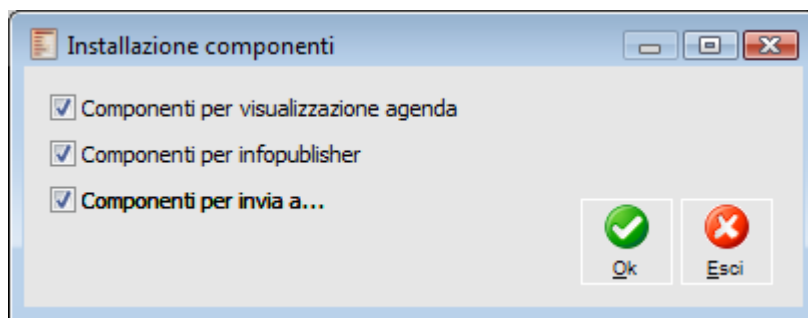 Installazione componenti
Componenti per visualizzazione agenda
Componenti per infopublisher
Componenti per invia a...
Ok
Esci